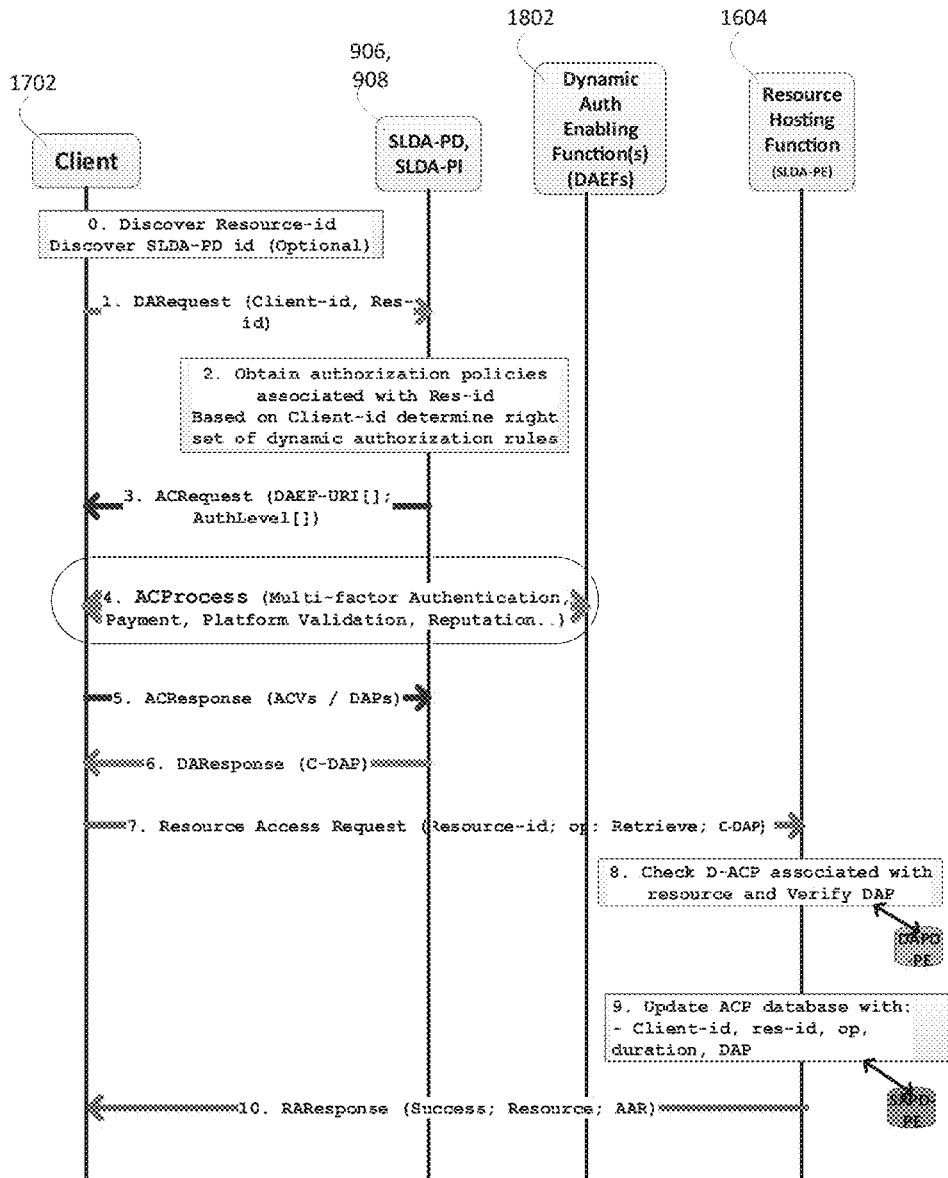 1802
1604
906,
908
1702
Dynamic
Auth
Enabling
Function(s)
(DAEFs)
Resource
Hosting
Function
(SLDA-PE)
SLDA-PD,
SLDA-PI
Client
0. Discover Resource-id
Discover SLDA-PD id (Optional)
1. DARequest (Client-id, Res-
id)
2. Obtain authorization policies
associated with Res-id
Based on Client-id determine right
set of dynamic authorization rules
3. ACRequest (DAEF-URI[];
AuthLevel[])
4. ACProcess (Multi-factor Authentication,
Payment, Platform Validation, Reputation..)
5. ACResponse (ACVs / DAPs)
6. DAResponse (C-DAP)
7. Resource Access Request (Resource-id; op: Retrieve; C-DAP)
8. Check D-ACP associated with
resource and Verify DAP
PE
9. Update ACP database with:
- Client-id, res-id, op,
duration, DAP
PE
10. RAResponse (Success; Resource; AAR)